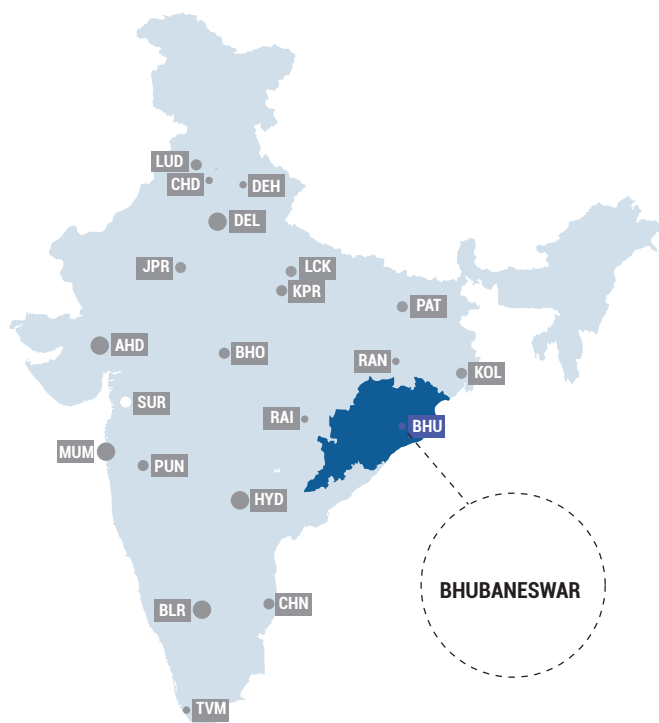 LUD
CHD
DEH
DEL
JPR
LCK
KPR
PAT
AHD
BHO
RAN
KOL
SUR
RAI
BHU
MUM
PUN
HYD
BHUBANESWAR
BLR
CHN
TVM